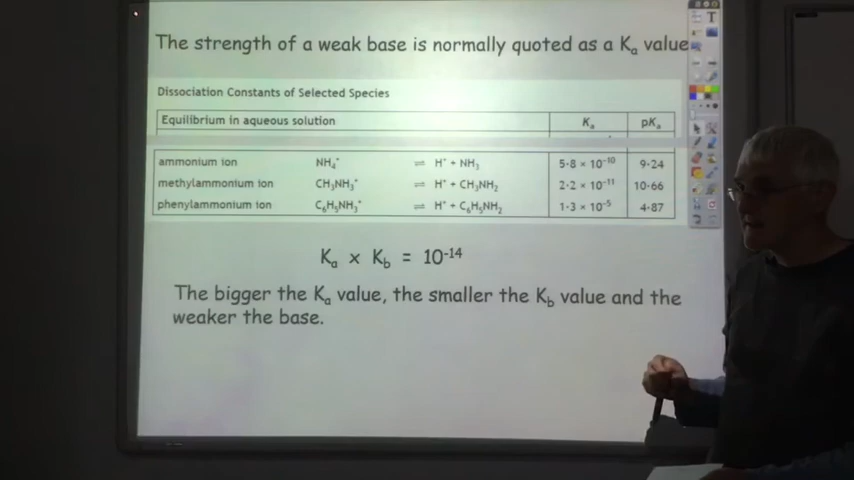 The strength of a weak base is normally quoted as a Kₐ value
Dissociation Constants of Selected Species
Equilibrium in aqueous solution Kₐ pKₐ
ammonium ion NH₄⁺ ⇌ H⁺ + NH₃ 5·8 × 10⁻¹⁰ 9·24
methylammonium ion CH₃NH₃⁺ ⇌ H⁺ + CH₃NH₂ 2·2 × 10⁻¹¹ 10·66
phenylammonium ion C₆H₅NH₃⁺ ⇌ H⁺ + C₆H₅NH₂ 1·3 × 10⁻⁵ 4·87
Kₐ x K_b = 10⁻¹⁴
The bigger the Kₐ value, the smaller the K_b value and the
weaker the base.
T